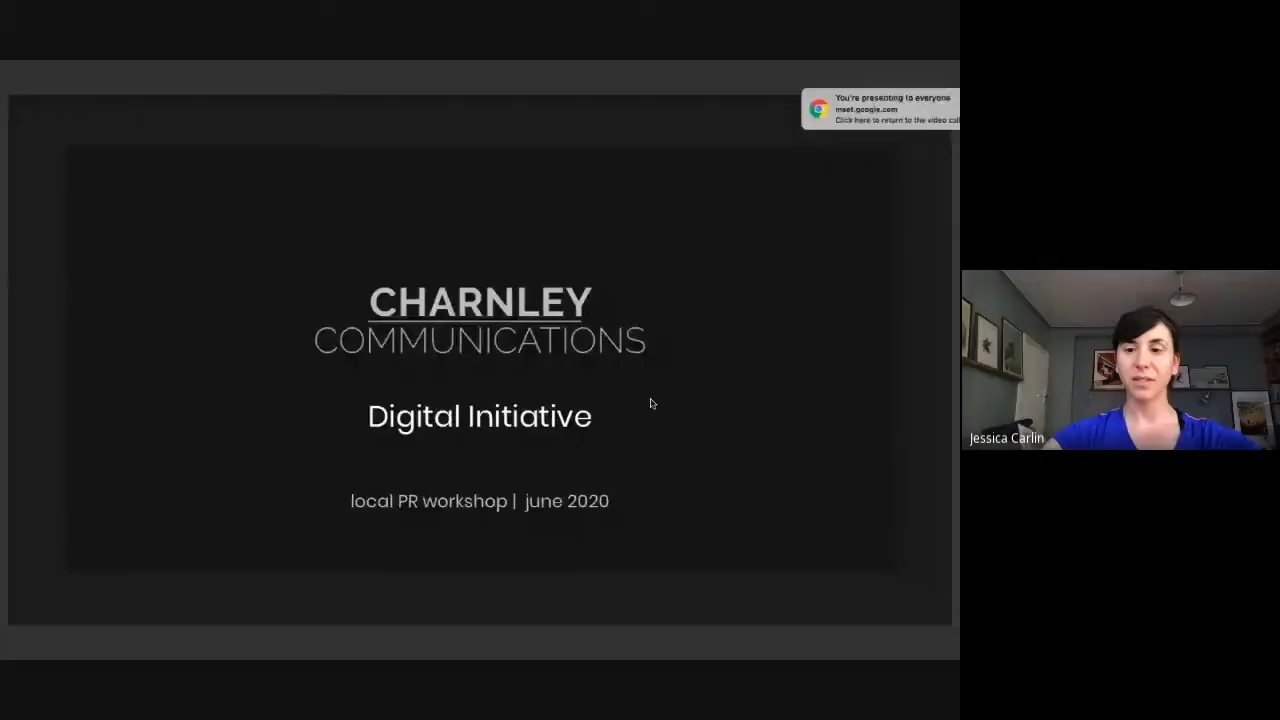 You're presenting to everyone
meet.google.com
Click here to return to the video call
CHARNLEY
COMMUNICATIONS
Digital Initiative
local PR workshop | june 2020
Jessica Carlin